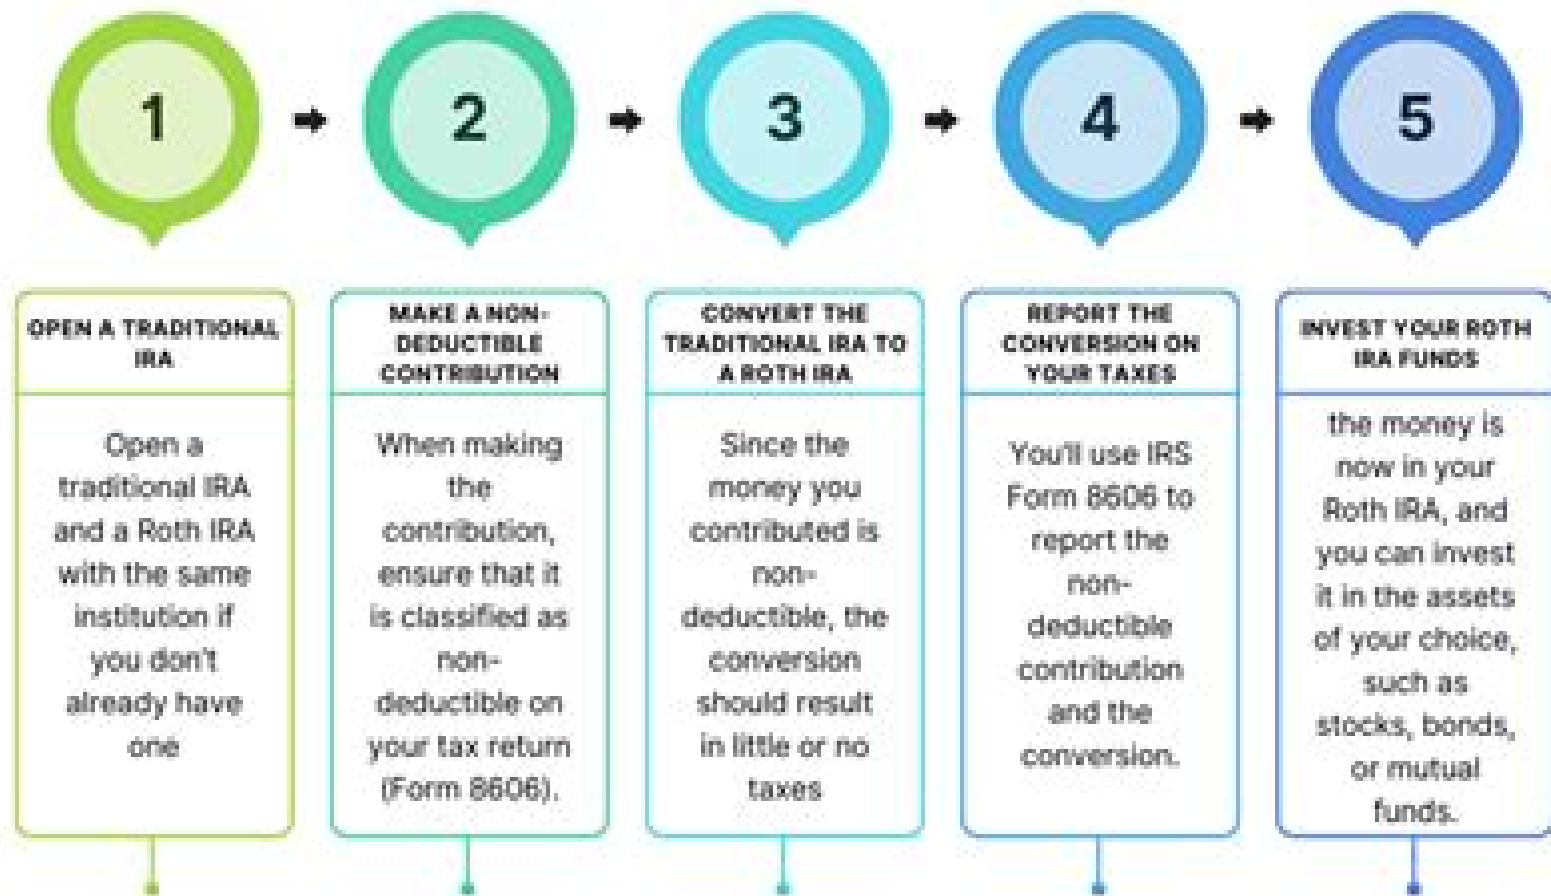 1
2
3
4
5
OPEN A TRADITIONAL
IRA
Open a
traditional IRA
and a Roth IRA
with the same
institution if
you don't
already have
one
MAKE A NON-
DEDUCTIBLE
CONTRIBUTION
When making
the
contribution,
ensure that it
is classified as
non-
deductible on
your tax return
(Form 8606).
CONVERT THE
TRADITIONAL IRA TO
A ROTH IRA
Since the
money you
contributed is
non-
deductible, the
conversion
should result
in little or no
taxes
REPORT THE
CONVERSION ON
YOUR TAXES
You'll use IRS
Form 8606 to
report the
non-
deductible
contribution
and the
conversion.
INVEST YOUR ROTH
IRA FUNDS
the money is
now in your
Roth IRA, and
you can invest
it in the assets
of your choice,
such as
stocks, bonds,
or mutual
funds.